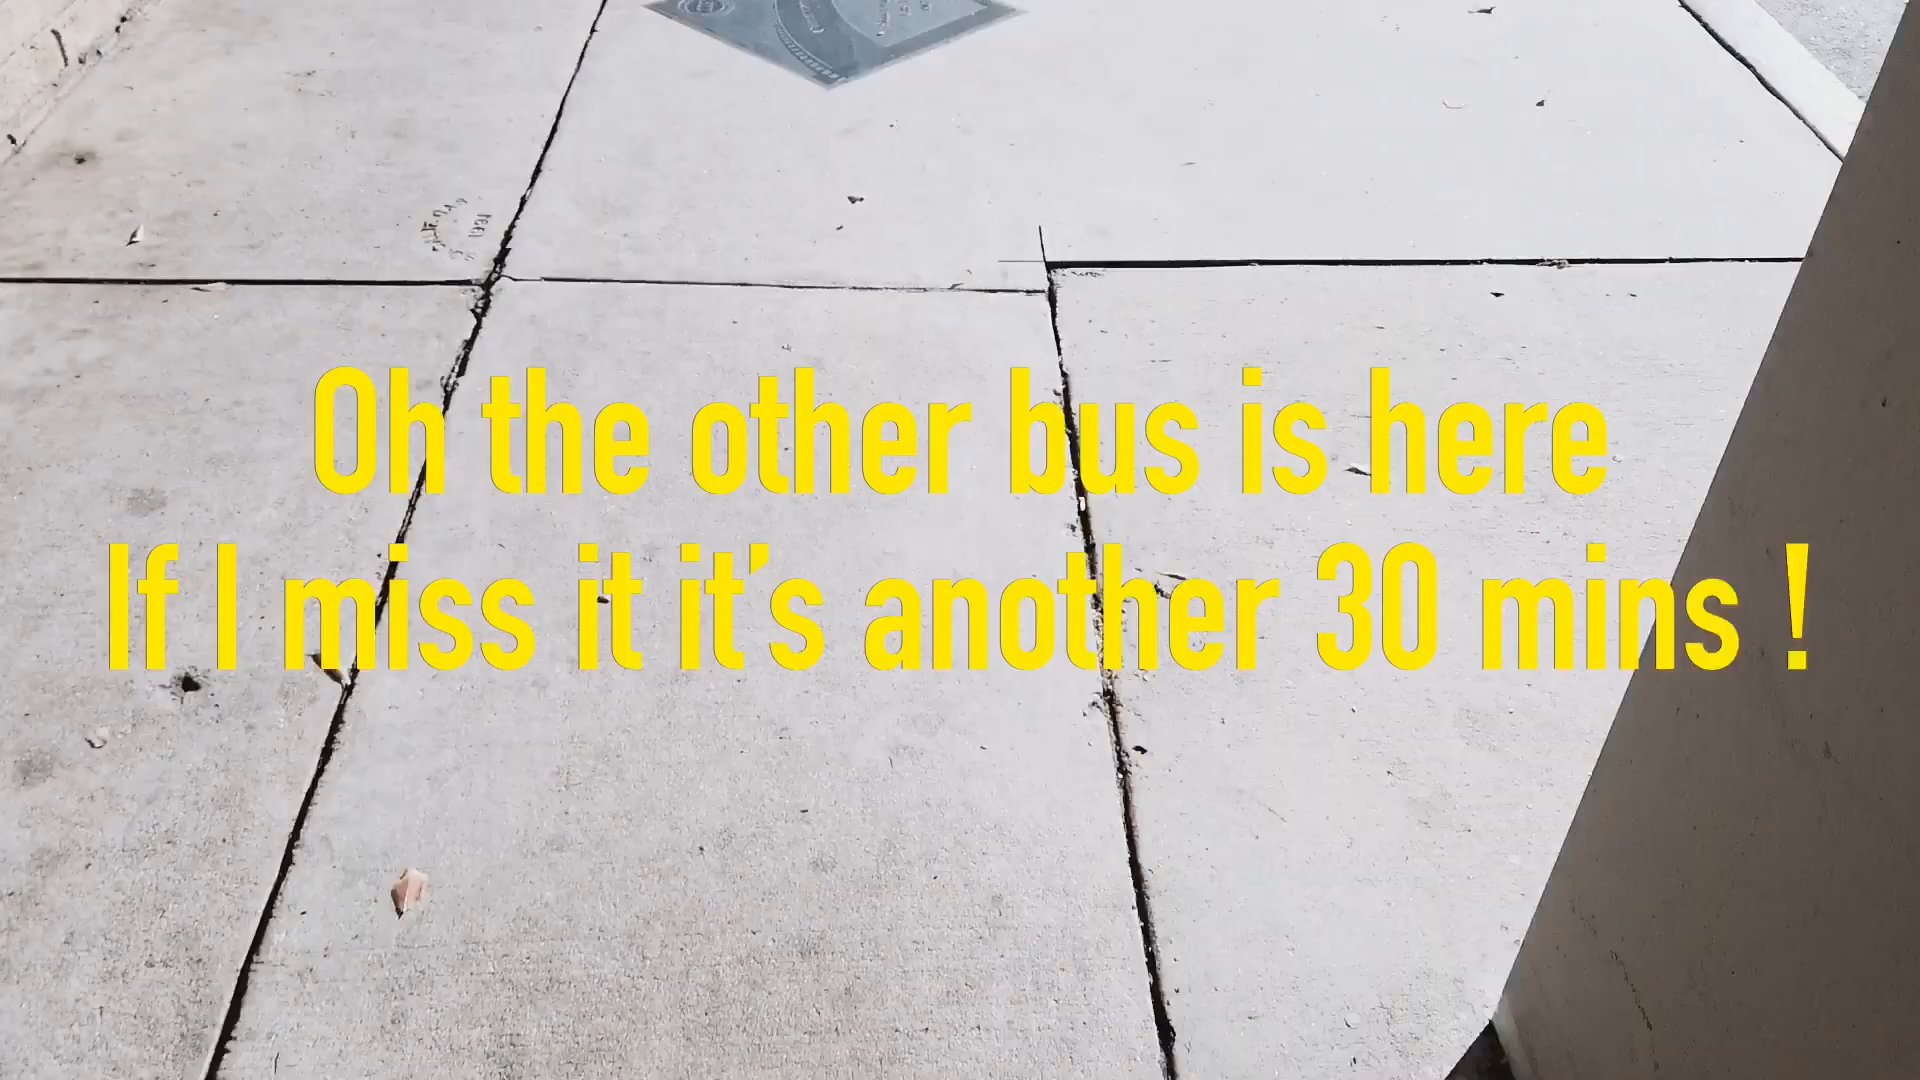 Oh the other bus is here
If I miss it it's another 30 mins !